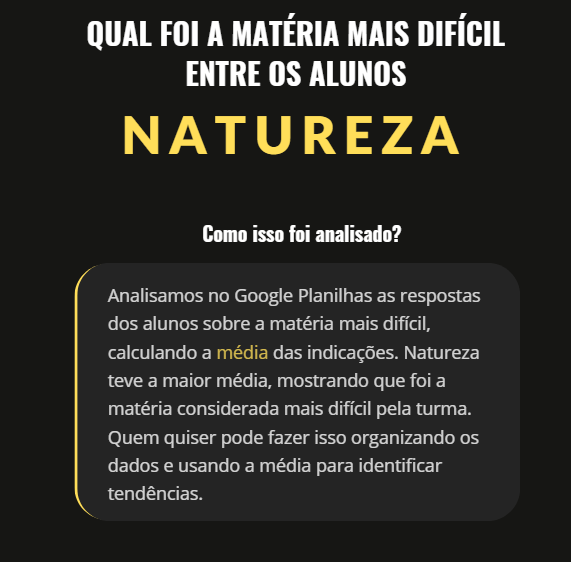 QUAL FOI A MATÉRIA MAIS DIFÍCIL
ENTRE OS ALUNOS
NATUREZA
Como isso foi analisado?
Analisamos no Google Planilhas as respostas
dos alunos sobre a matéria mais difícil,
calculando a média das indicações. Natureza
teve a maior média, mostrando que foi a
matéria considerada mais difícil pela turma.
Quem quiser pode fazer isso organizando os
dados e usando a média para identificar
tendências.